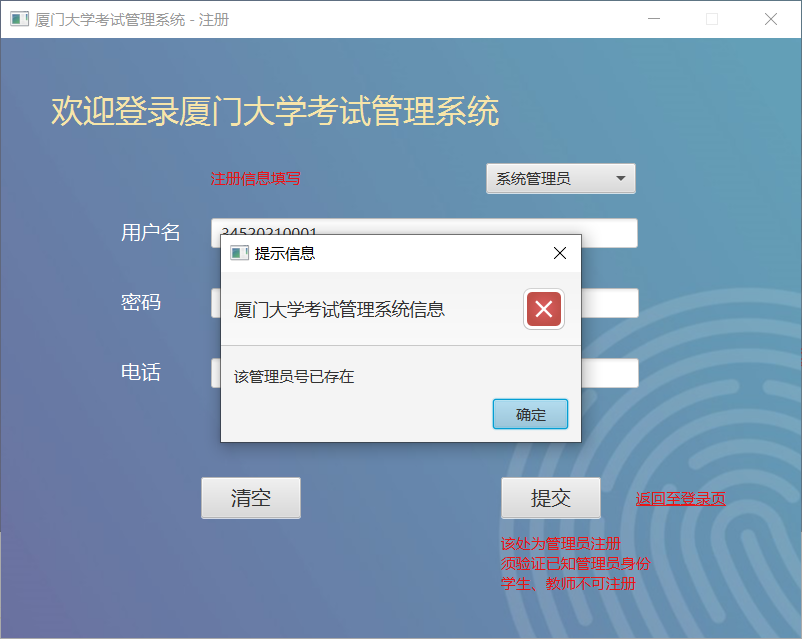 厦门大学考试管理系统 - 注册
欢迎登录厦门大学考试管理系统
注册信息填写
系统管理员
用户名
34520210001
提示信息
厦门大学考试管理系统信息
密码
电话
该管理员号已存在
确定
清空
提交
返回至登录页
该处为管理员注册
须验证已知管理员身份
学生、教师不可注册